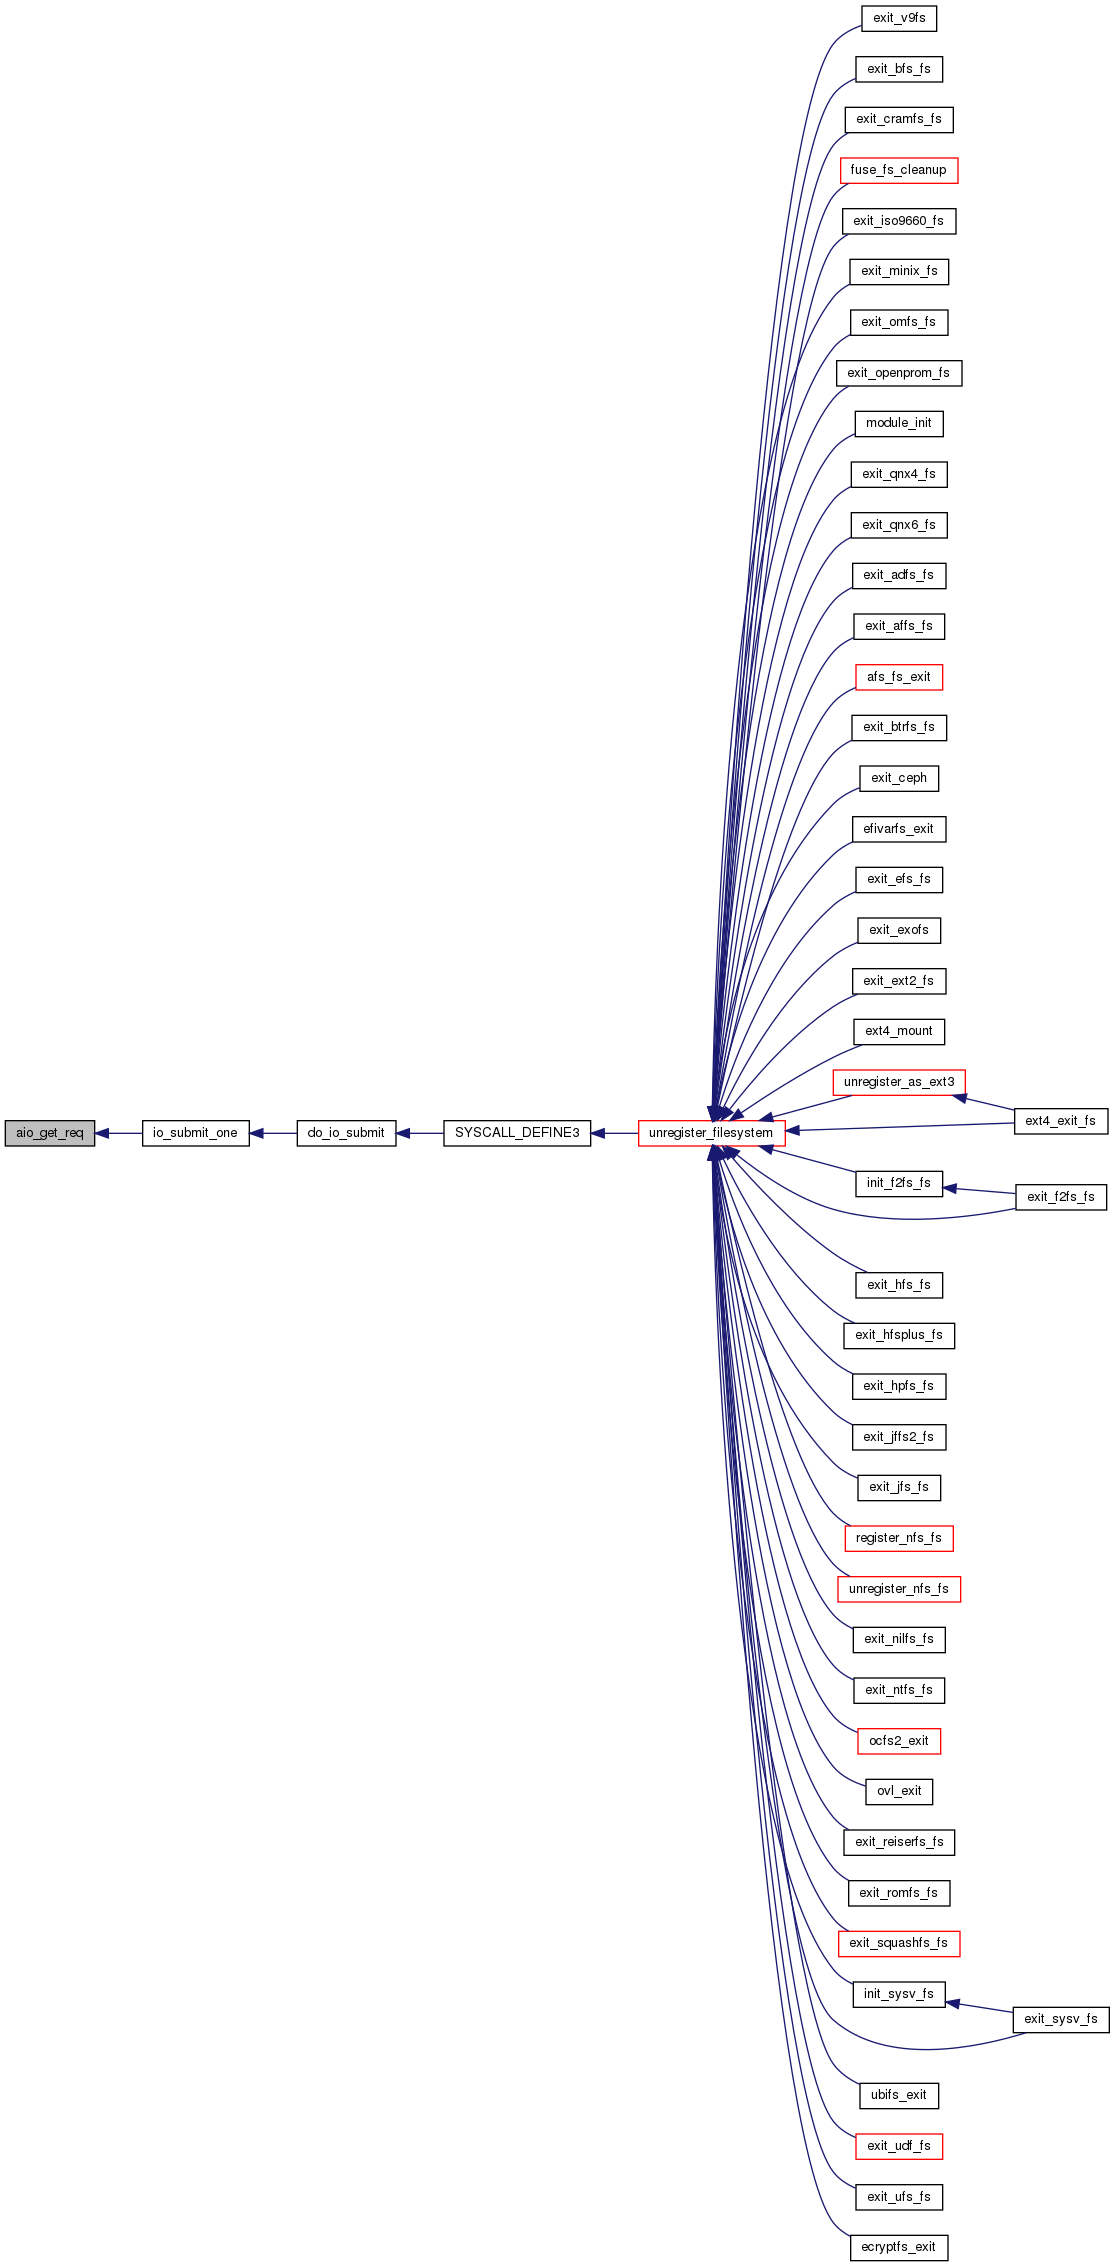 exit_v9fs
exit_bfs_fs
exit_cramfs_fs
fuse_fs_cleanup
exit_iso9660_fs
exit_minix_fs
exit_omfs_fs
exit_openprom_fs
module_init
exit_qnx4_fs
exit_qnx6_fs
exit_adfs_fs
exit_affs_fs
afs_fs_exit
exit_btrfs_fs
exit_ceph
efivarfs_exit
exit_efs_fs
exit_exofs
exit_ext2_fs
ext4_mount
unregister_as_ext3
ext4_exit_fs
aio_get_req
io_submit_one
do_io_submit
SYSCALL_DEFINE3
unregister_filesystem
init_f2fs_fs
exit_f2fs_fs
exit_hfs_fs
exit_hfsplus_fs
exit_hpfs_fs
exit_jffs2_fs
exit_jfs_fs
register_nfs_fs
unregister_nfs_fs
exit_nilfs_fs
exit_ntfs_fs
ocfs2_exit
ovl_exit
exit_reiserfs_fs
exit_romfs_fs
exit_squashfs_fs
init_sysv_fs
exit_sysv_fs
ubifs_exit
exit_udf_fs
exit_ufs_fs
ecryptfs_exit